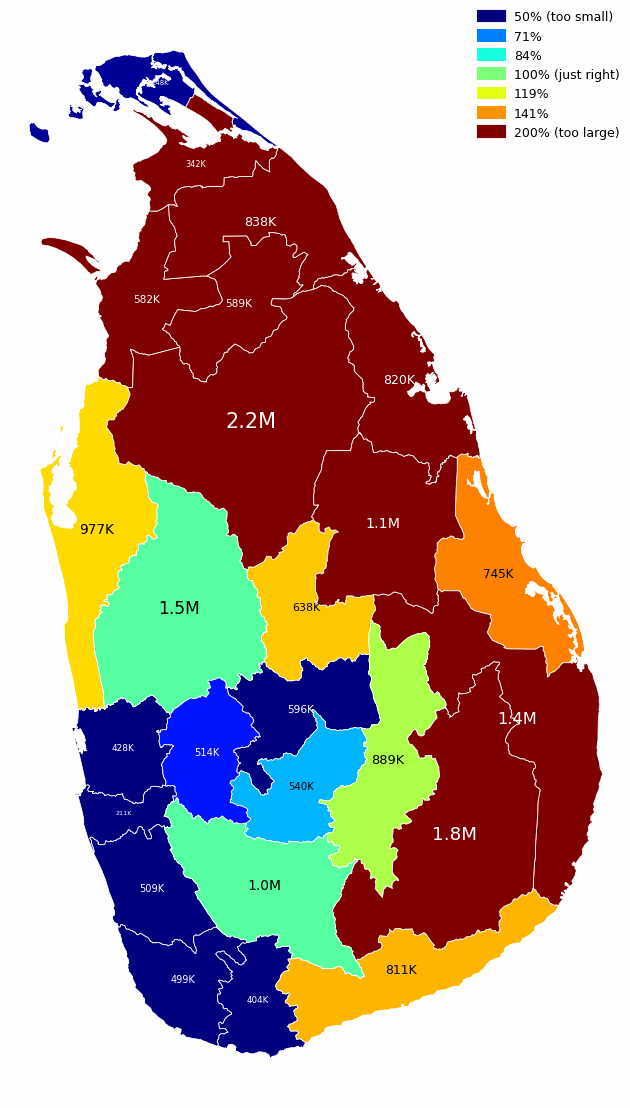 50% (too small)
71%
84%
100% (just right)
119%
141%
200% (too large)
342K
838K
582K
589K
820K
2.2M
977K
1.1M
745K
1.5M
638K
596K
1.4M
428K
514K
889K
540K
211K
1.8M
509K
1.0M
811K
499K
404K